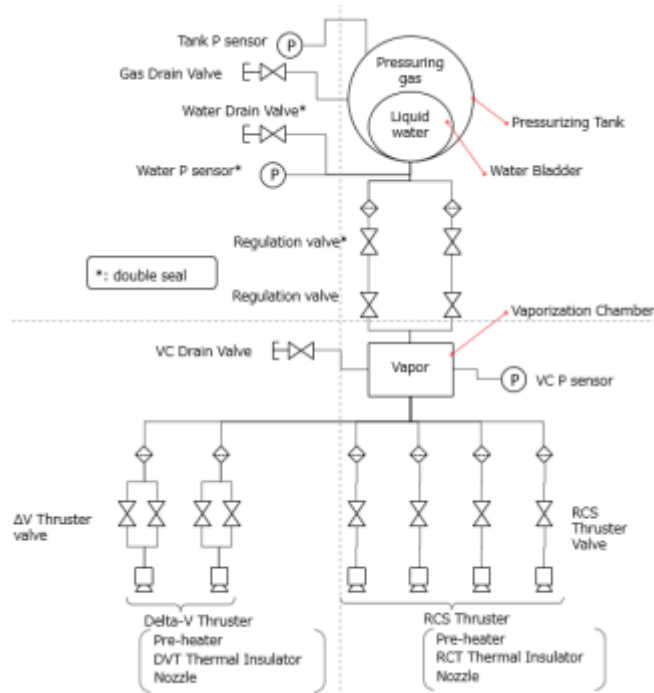 Tank P sensor
P
Gas Drain Valve
Pressuring
gas
Water Drain Valve*
Liquid
water
Pressurizing Tank
Water P sensor*
P
Water Bladder
Regulation valve*
*: double seal
Regulation valve
Vaporization Chamber
VC Drain Valve
Vapor
P
VC P sensor
ΔV Thruster
valve
RCS
Thruster
Valve
Delta-V Thruster
Pre-heater
DVT Thermal Insulator
Nozzle
RCS Thruster
Pre-heater
RCT Thermal Insulator
Nozzle